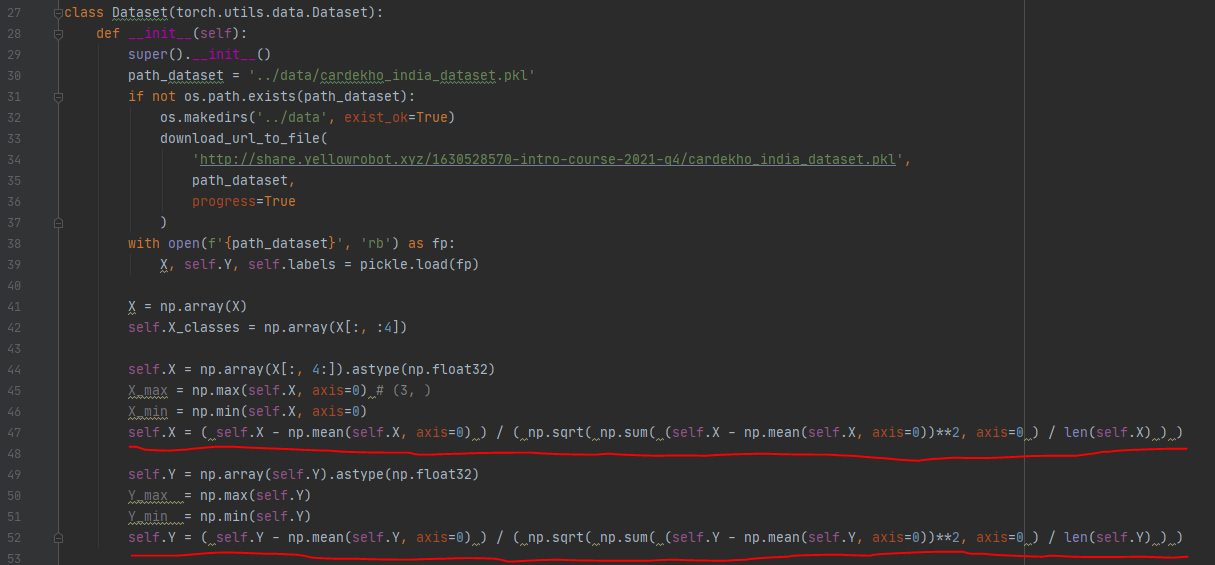 27 class Dataset(torch.utils.data.Dataset):
28     def __init__(self):
29         super().__init__()
30         path_dataset = '../data/cardekho_india_dataset.pkl'
31         if not os.path.exists(path_dataset):
32             os.makedirs('../data', exist_ok=True)
33             download_url_to_file(
34                 'http://share.yellowrobot.xyz/1630528570-intro-course-2021-q4/cardekho_india_dataset.pkl',
35                 path_dataset,
36                 progress=True
37             )
38         with open(f'{path_dataset}', 'rb') as fp:
39             X, self.Y, self.labels = pickle.load(fp)
40
41         X = np.array(X)
42         self.X_classes = np.array(X[:, :4])
43
44         self.X = np.array(X[:, 4:]).astype(np.float32)
45         X_max = np.max(self.X, axis=0) # (3, )
46         X_min = np.min(self.X, axis=0)
47         self.X = ( self.X - np.mean(self.X, axis=0) ) / ( np.sqrt( np.sum( (self.X - np.mean(self.X, axis=0))**2, axis=0 ) / len(self.X) ) )
48
49         self.Y = np.array(self.Y).astype(np.float32)
50         Y_max  = np.max(self.Y)
51         Y_min  = np.min(self.Y)
52         self.Y = ( self.Y - np.mean(self.Y, axis=0) ) / ( np.sqrt( np.sum( (self.Y - np.mean(self.Y, axis=0))**2, axis=0 ) / len(self.Y) ) )
53